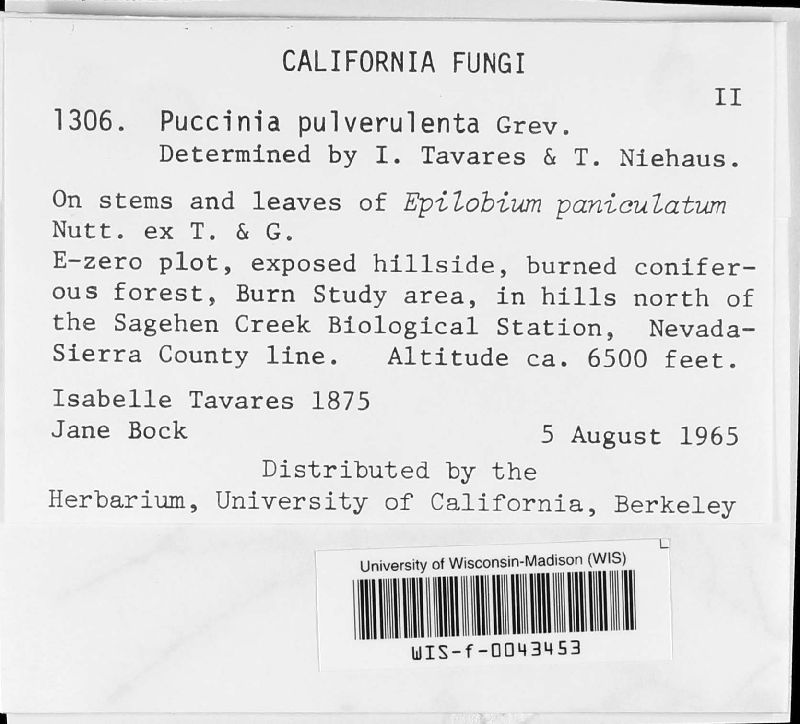 CALIFORNIA FUNGI
II
1306. Puccinia pulverulenta Grev.
Determined by I. Tavares & T. Niehaus.
On stems and leaves of Epilobium paniculatum
Nutt. ex T. & G.
E-zero plot, exposed hillside, burned conifer-
ous forest, Burn Study area, in hills north of
the Sagehen Creek Biological Station, Nevada-
Sierra County line. Altitude ca. 6500 feet.
Isabelle Tavares 1875
Jane Bock 5 August 1965
Distributed by the
Herbarium, University of California, Berkeley
University of Wisconsin-Madison (WIS)
WIS-f-0043453